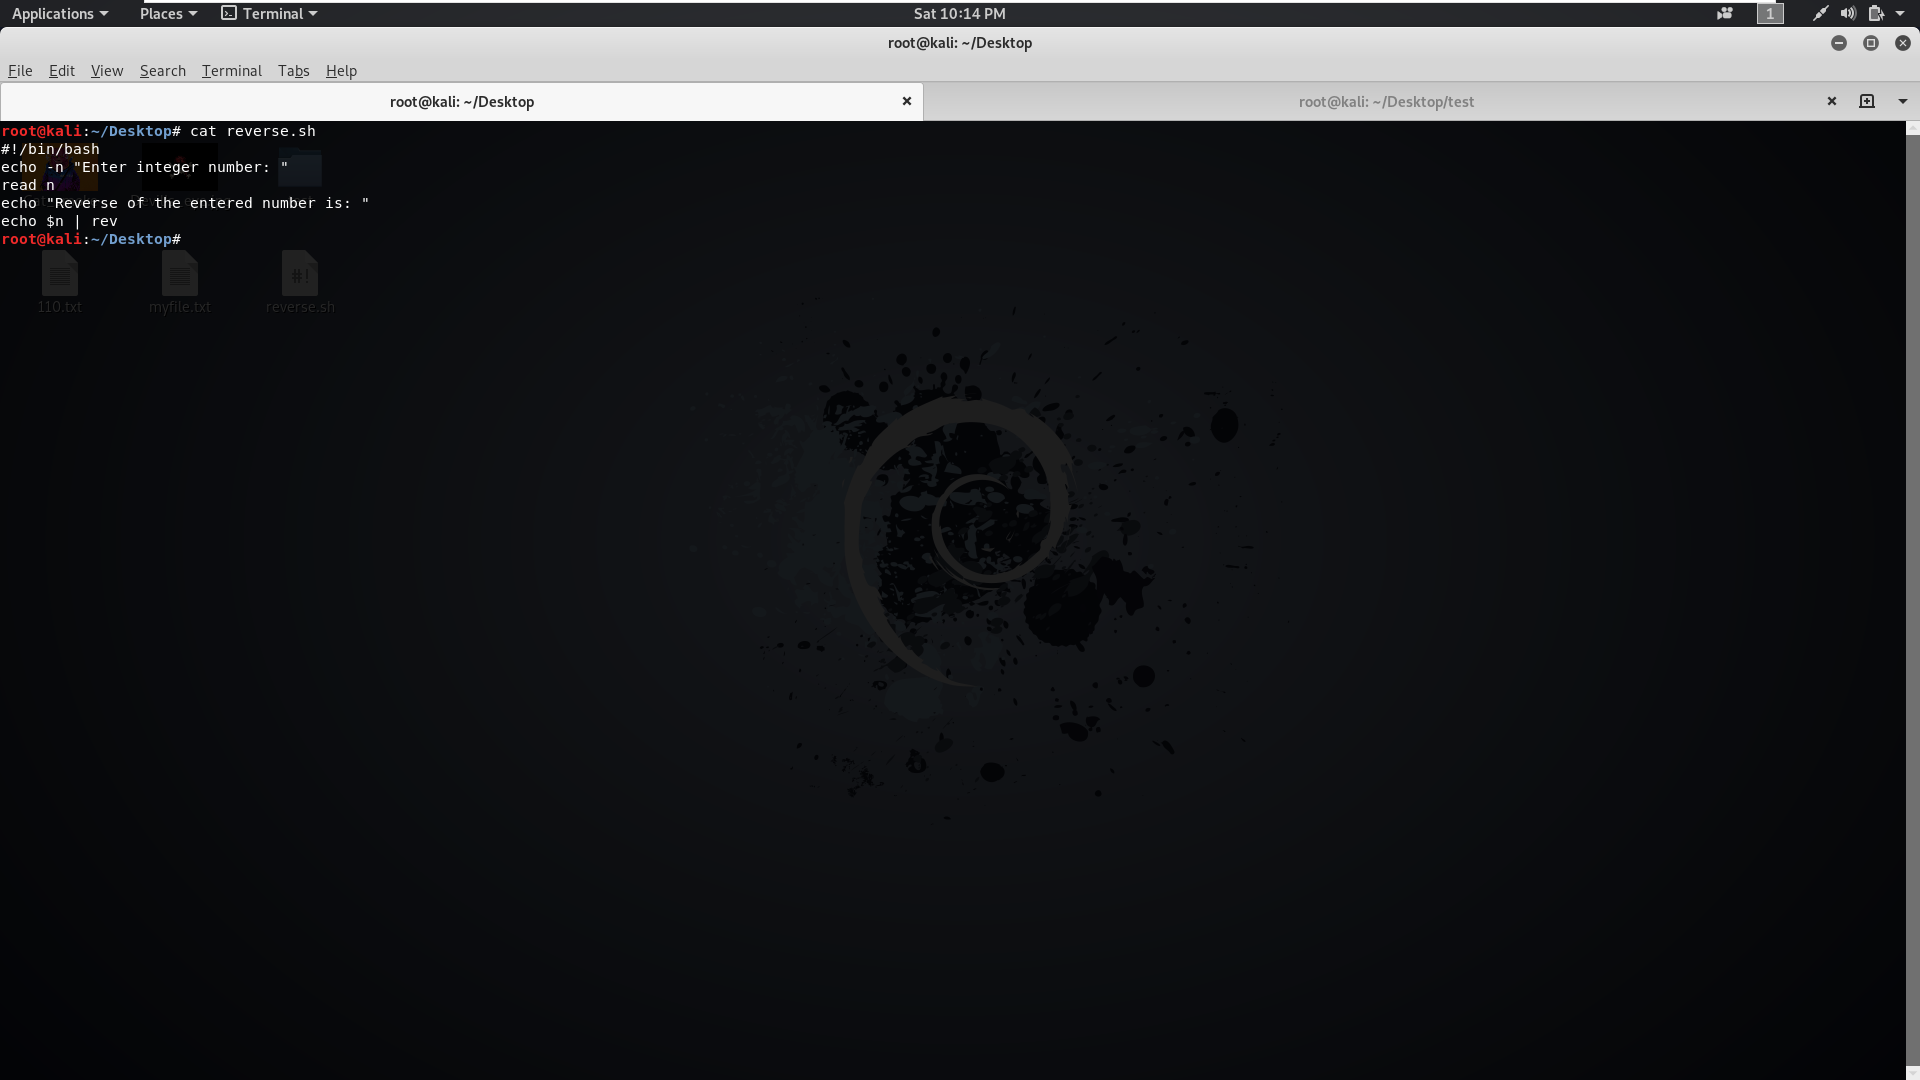 Applications Places Terminal Sat 10:14 PM 1
root@kali: ~/Desktop
File Edit View Search Terminal Tabs Help
root@kali: ~/Desktop root@kali: ~/Desktop/test
root@kali:~/Desktop# cat reverse.sh
#!/bin/bash
echo -n "Enter integer number: "
read n
echo "Reverse of the entered number is: "
echo $n | rev
root@kali:~/Desktop#
#!
110.txt myfile.txt reverse.sh